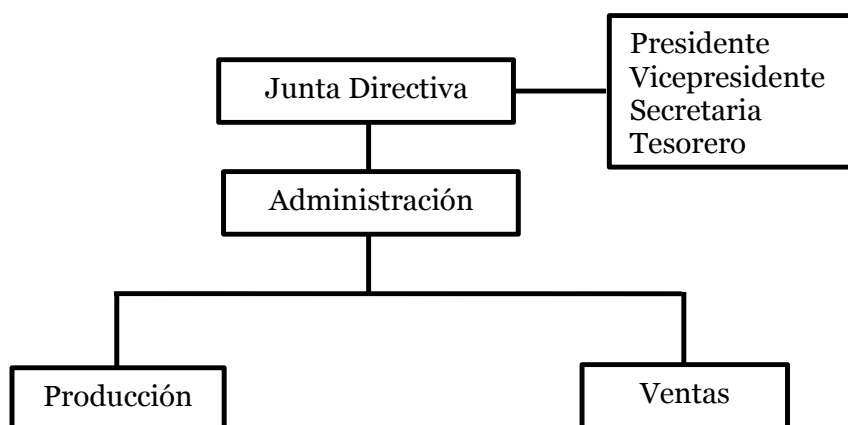 Junta Directiva
Presidente
Vicepresidente
Secretaria
Tesorero
Administración
Producción
Ventas